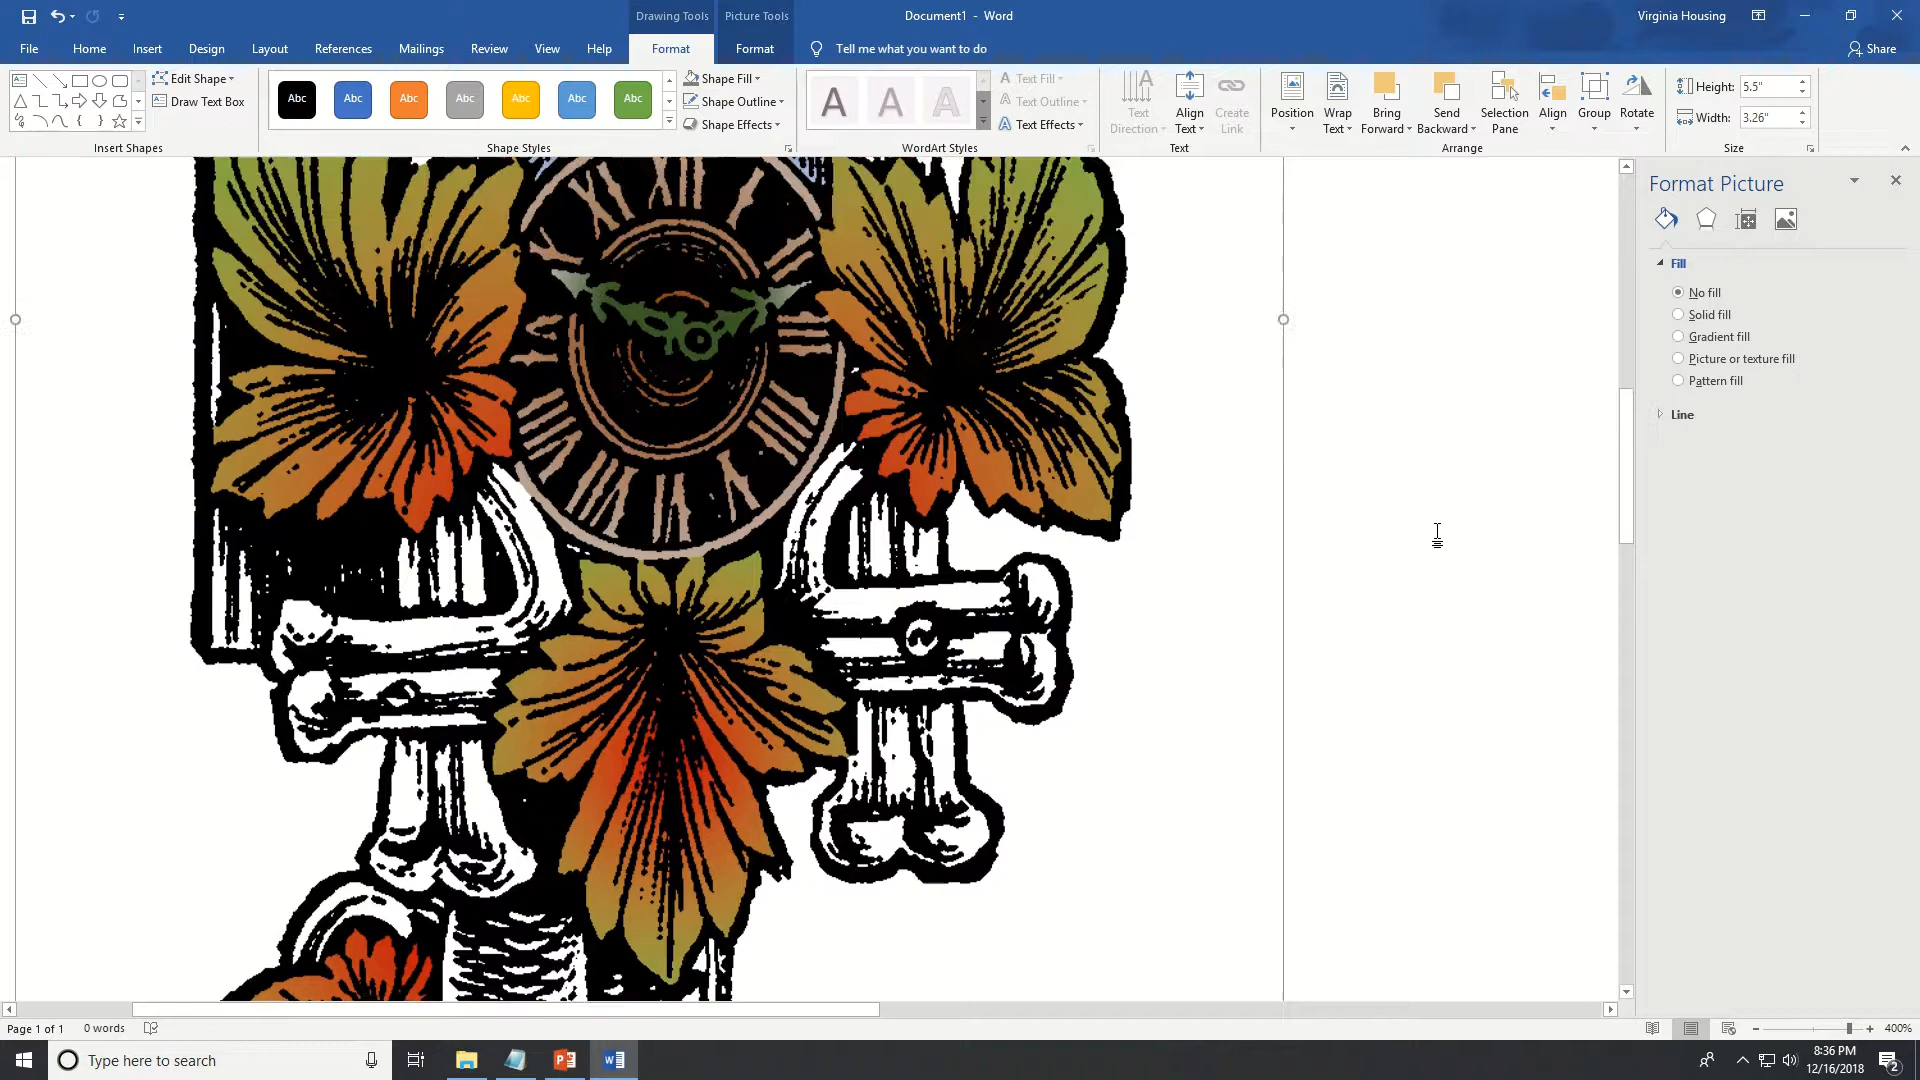 Drawing Tools Picture Tools Document1 - Word Virginia Housing
File Home Insert Design Layout References Mailings Review View Help Format Format Tell me what you want to do Share
Edit Shape
Draw Text Box
Insert Shapes
Abc Abc Abc Abc Abc Abc Abc
Shape Styles
Shape Fill
Shape Outline
Shape Effects
A A A
WordArt Styles
Text Fill
Text Outline
Text Effects
Text Direction
Align Text
Create Link
Text
Position
Wrap Text
Bring Forward
Send Backward
Selection Pane
Align
Group
Rotate
Arrange
Height: 5.5"
Width: 3.26"
Size
Format Picture
Fill
No fill
Solid fill
Gradient fill
Picture or texture fill
Pattern fill
Line
Page 1 of 1 0 words 400%
Type here to search
8:36 PM
12/16/2018
2